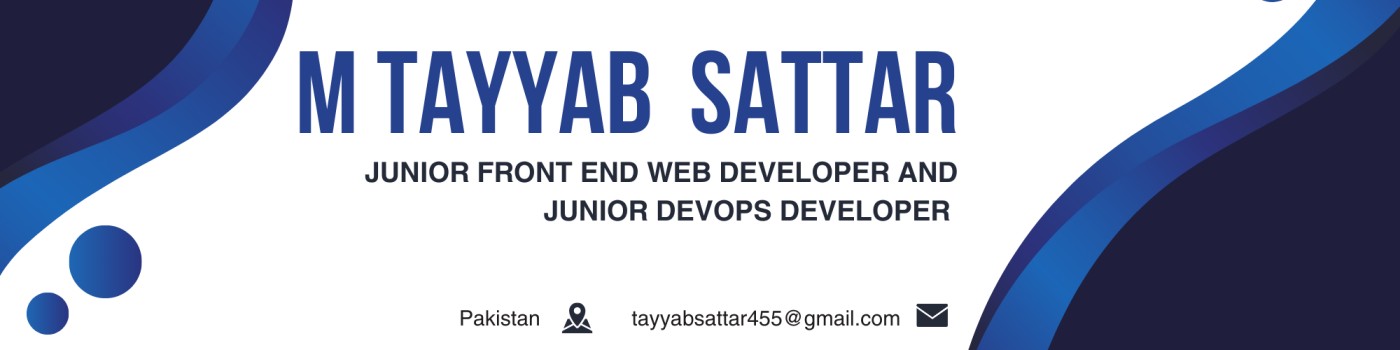 M TAYYAB SATTAR
JUNIOR FRONT END WEB DEVELOPER AND
JUNIOR DEVOPS DEVELOPER
Pakistan tayyabsattar455@gmail.com